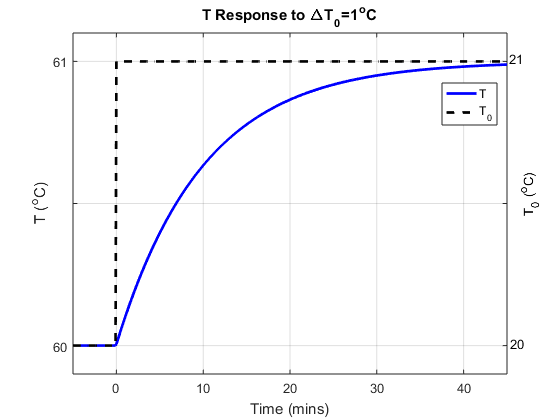 T Response to ΔT₀=1°C
61
60
T (°C)
21
20
T₀ (°C)
T
T₀
0 10 20 30 40
Time (mins)